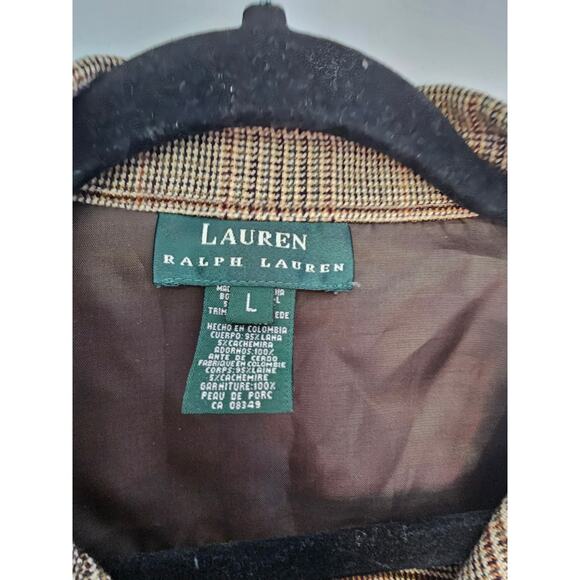 LAUREN
RALPH LAUREN
L
HECHO EN COLOMBIA
CUERPO: 95% LANA
5% CACHEMIRA
ADORNOS: 100%
ANTE DE CERDO
FABRIQUE EN COLOMBIE
CORPS: 95% LAINE
5% CACHEMIRE
GARNITURE: 100%
PEAU DE PORC
CA 08349